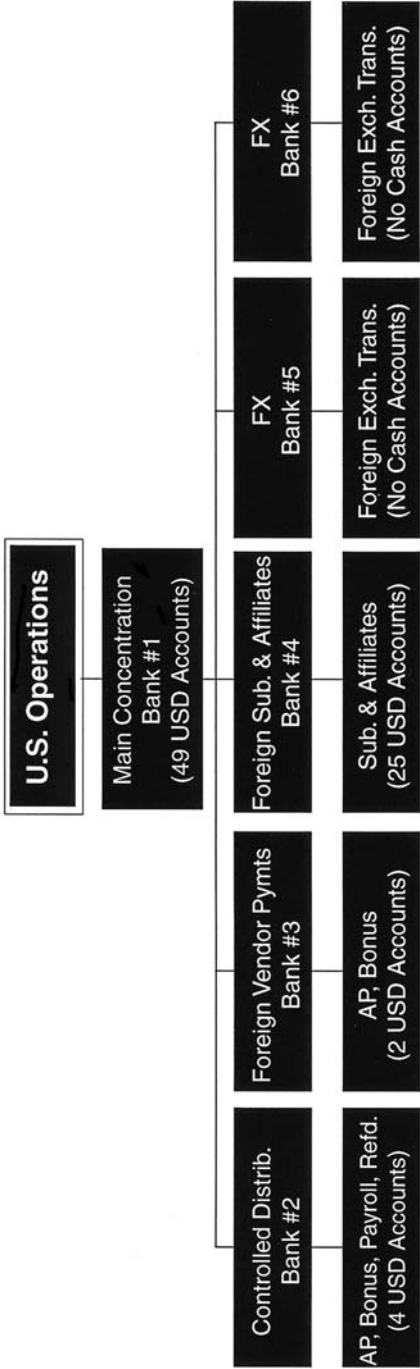 U.S. Operations
Main Concentration
Bank #1
(49 USD Accounts)
Controlled Distrib.
Bank #2
Foreign Vendor Pymts
Bank #3
Foreign Sub. & Affiliates
Bank #4
FX
Bank #5
FX
Bank #6
AP, Bonus, Payroll, Refd.
(4 USD Accounts)
AP, Bonus
(2 USD Accounts)
Sub. & Affiliates
(25 USD Accounts)
Foreign Exch. Trans.
(No Cash Accounts)
Foreign Exch. Trans.
(No Cash Accounts)